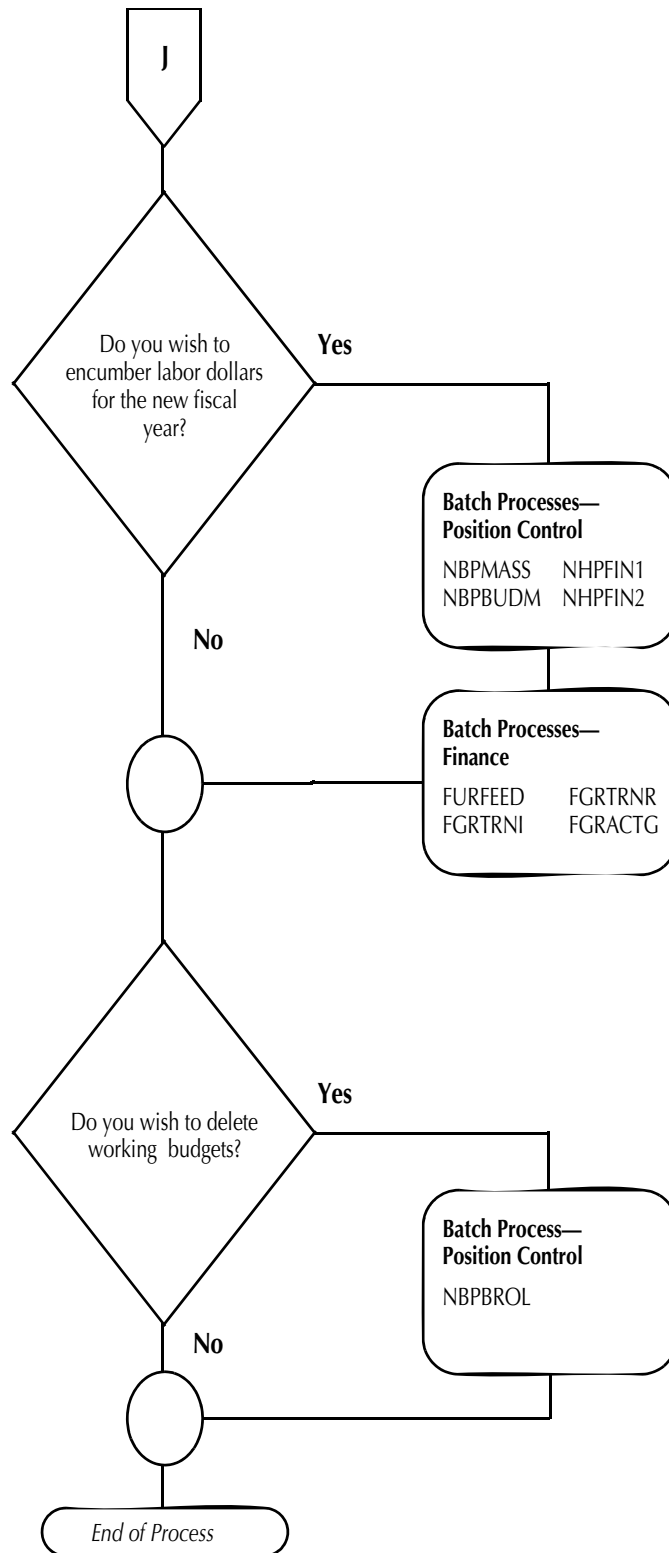 J
Do you wish to
encumber labor dollars
for the new fiscal
year?
Yes
Batch Processes—
Position Control
NBPMASS NHPFIN1
NBPBUDM NHPFIN2
No
Batch Processes—
Finance
FURFEED FGRTRNR
FGRTRNI FGRACTG
Do you wish to delete
working budgets?
Yes
Batch Process—
Position Control
NBPBROL
No
End of Process